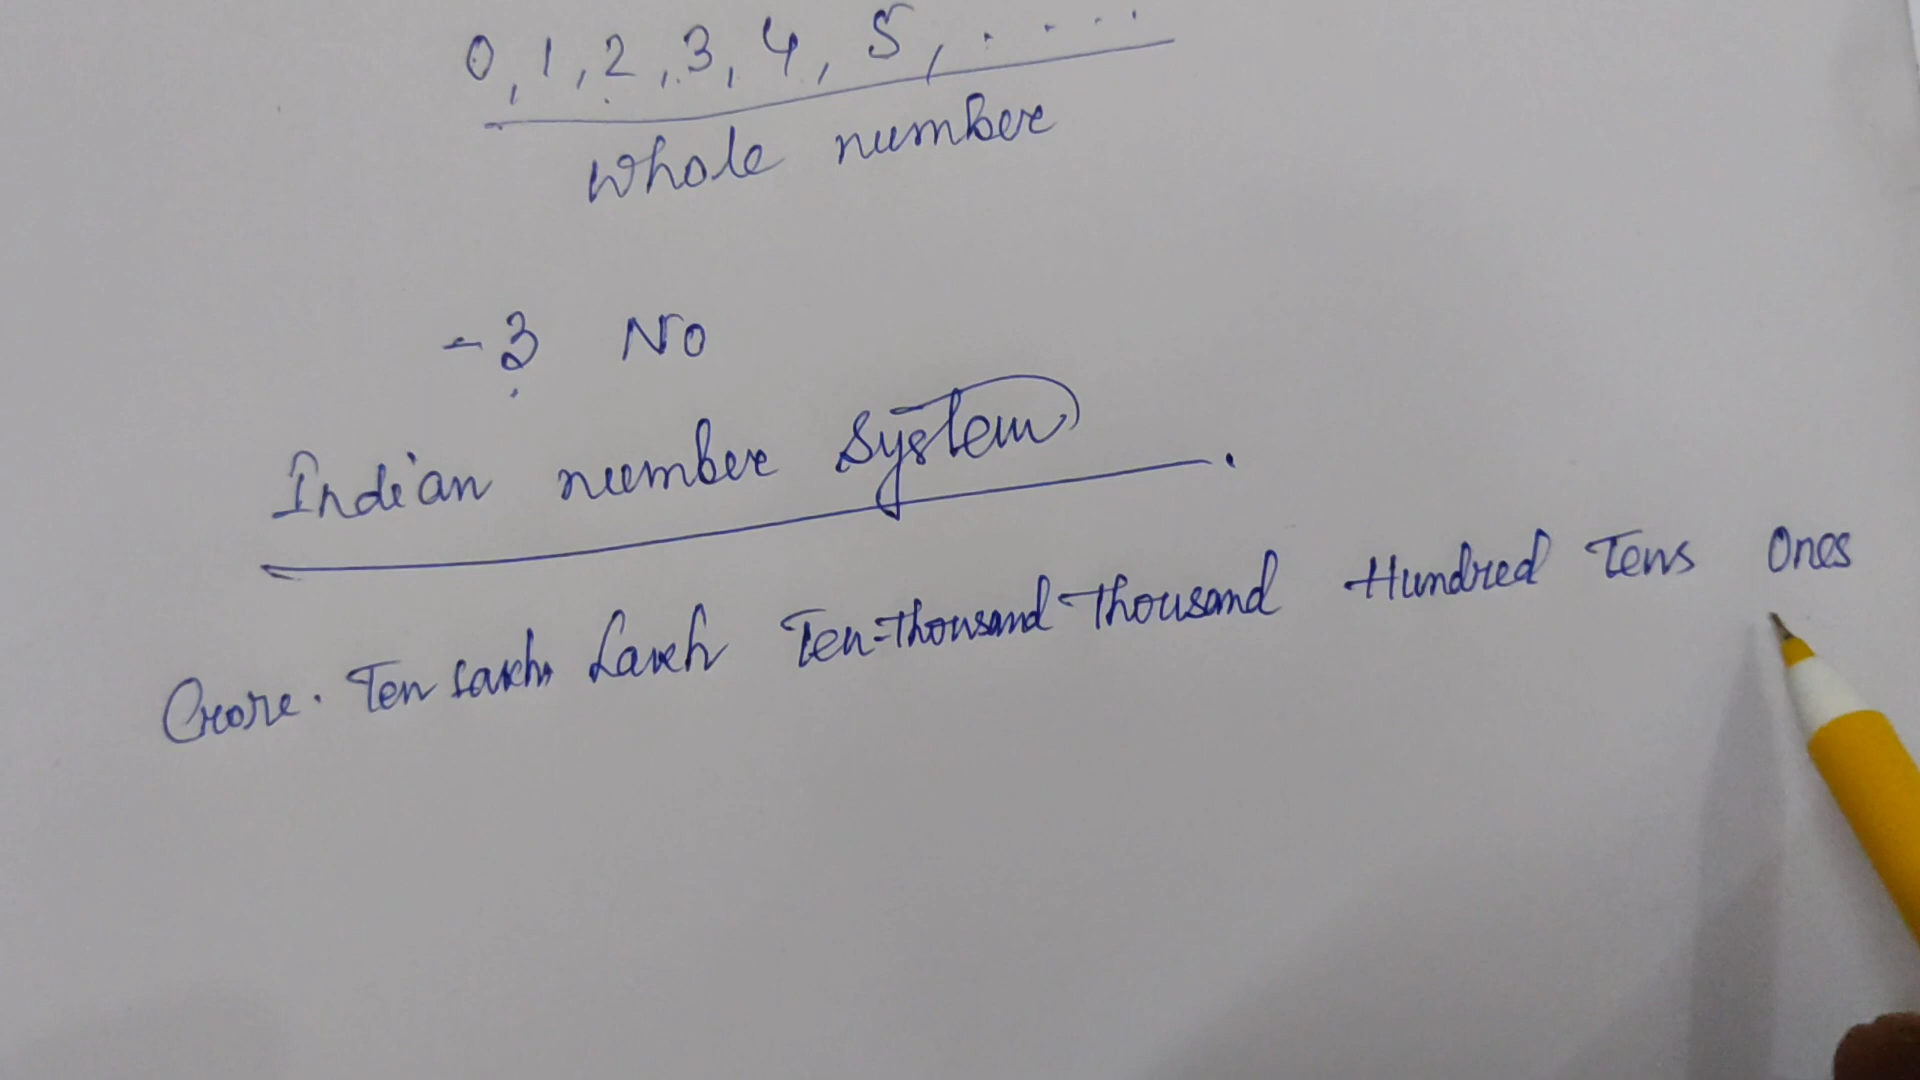 0, 1, 2, 3, 4, 5, . . . .
Whole number
-3 No
Indian number System
Crore. Ten Lakh Lakh Ten-thousand Thousand Hundred Tens Ones